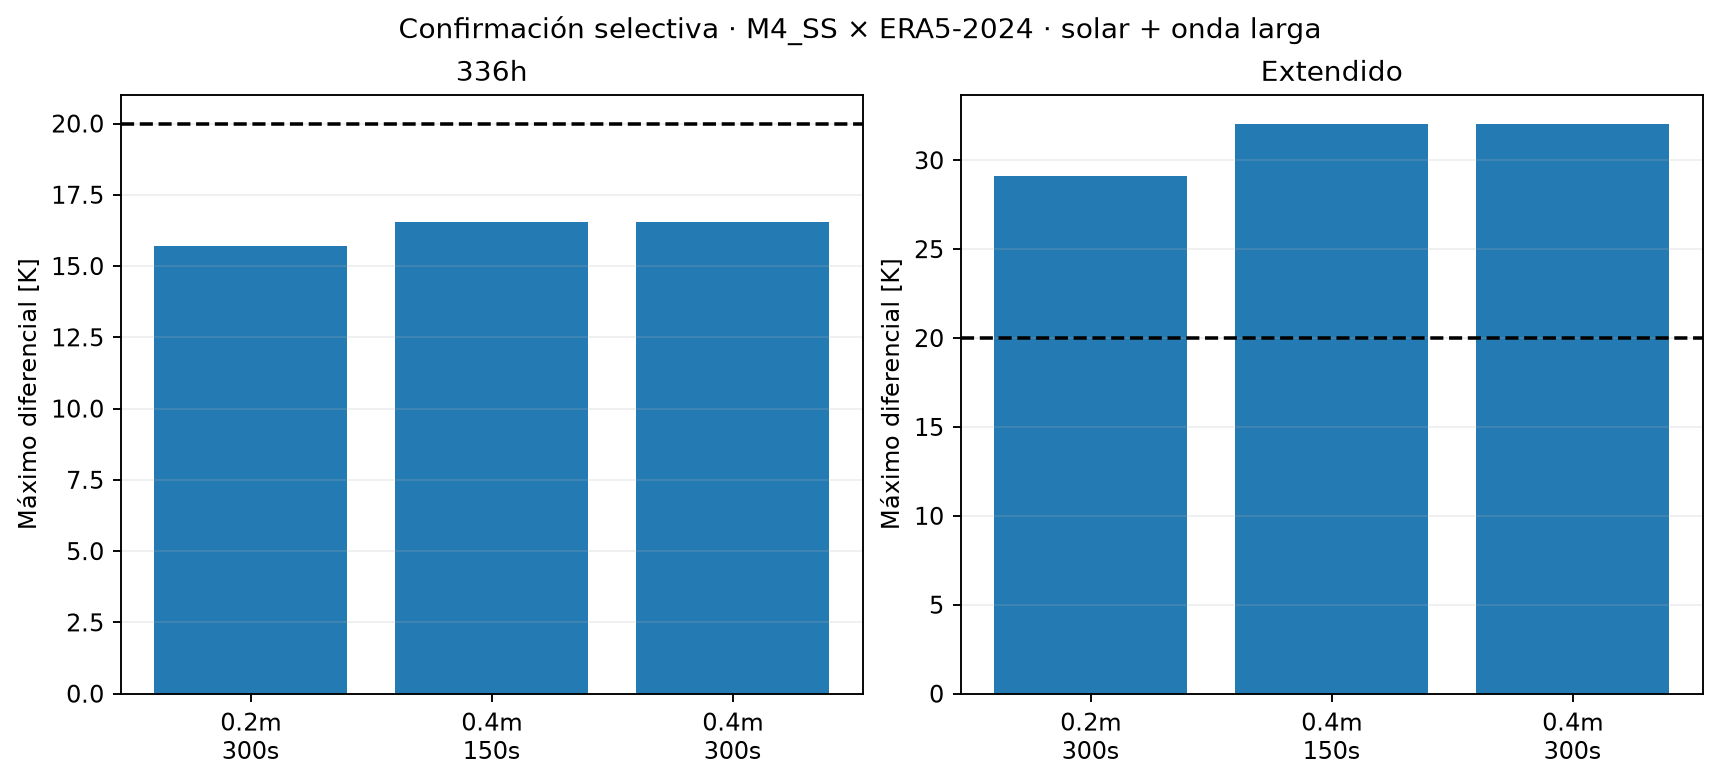 Confirmación selectiva · M4_SS × ERA5-2024 · solar + onda larga
336h
Máximo diferencial [K]
20.0
17.5
15.0
12.5
10.0
7.5
5.0
2.5
0.0
0.2m
300s
0.4m
150s
0.4m
300s
Extendido
Máximo diferencial [K]
30
25
20
15
10
5
0
0.2m
300s
0.4m
150s
0.4m
300s